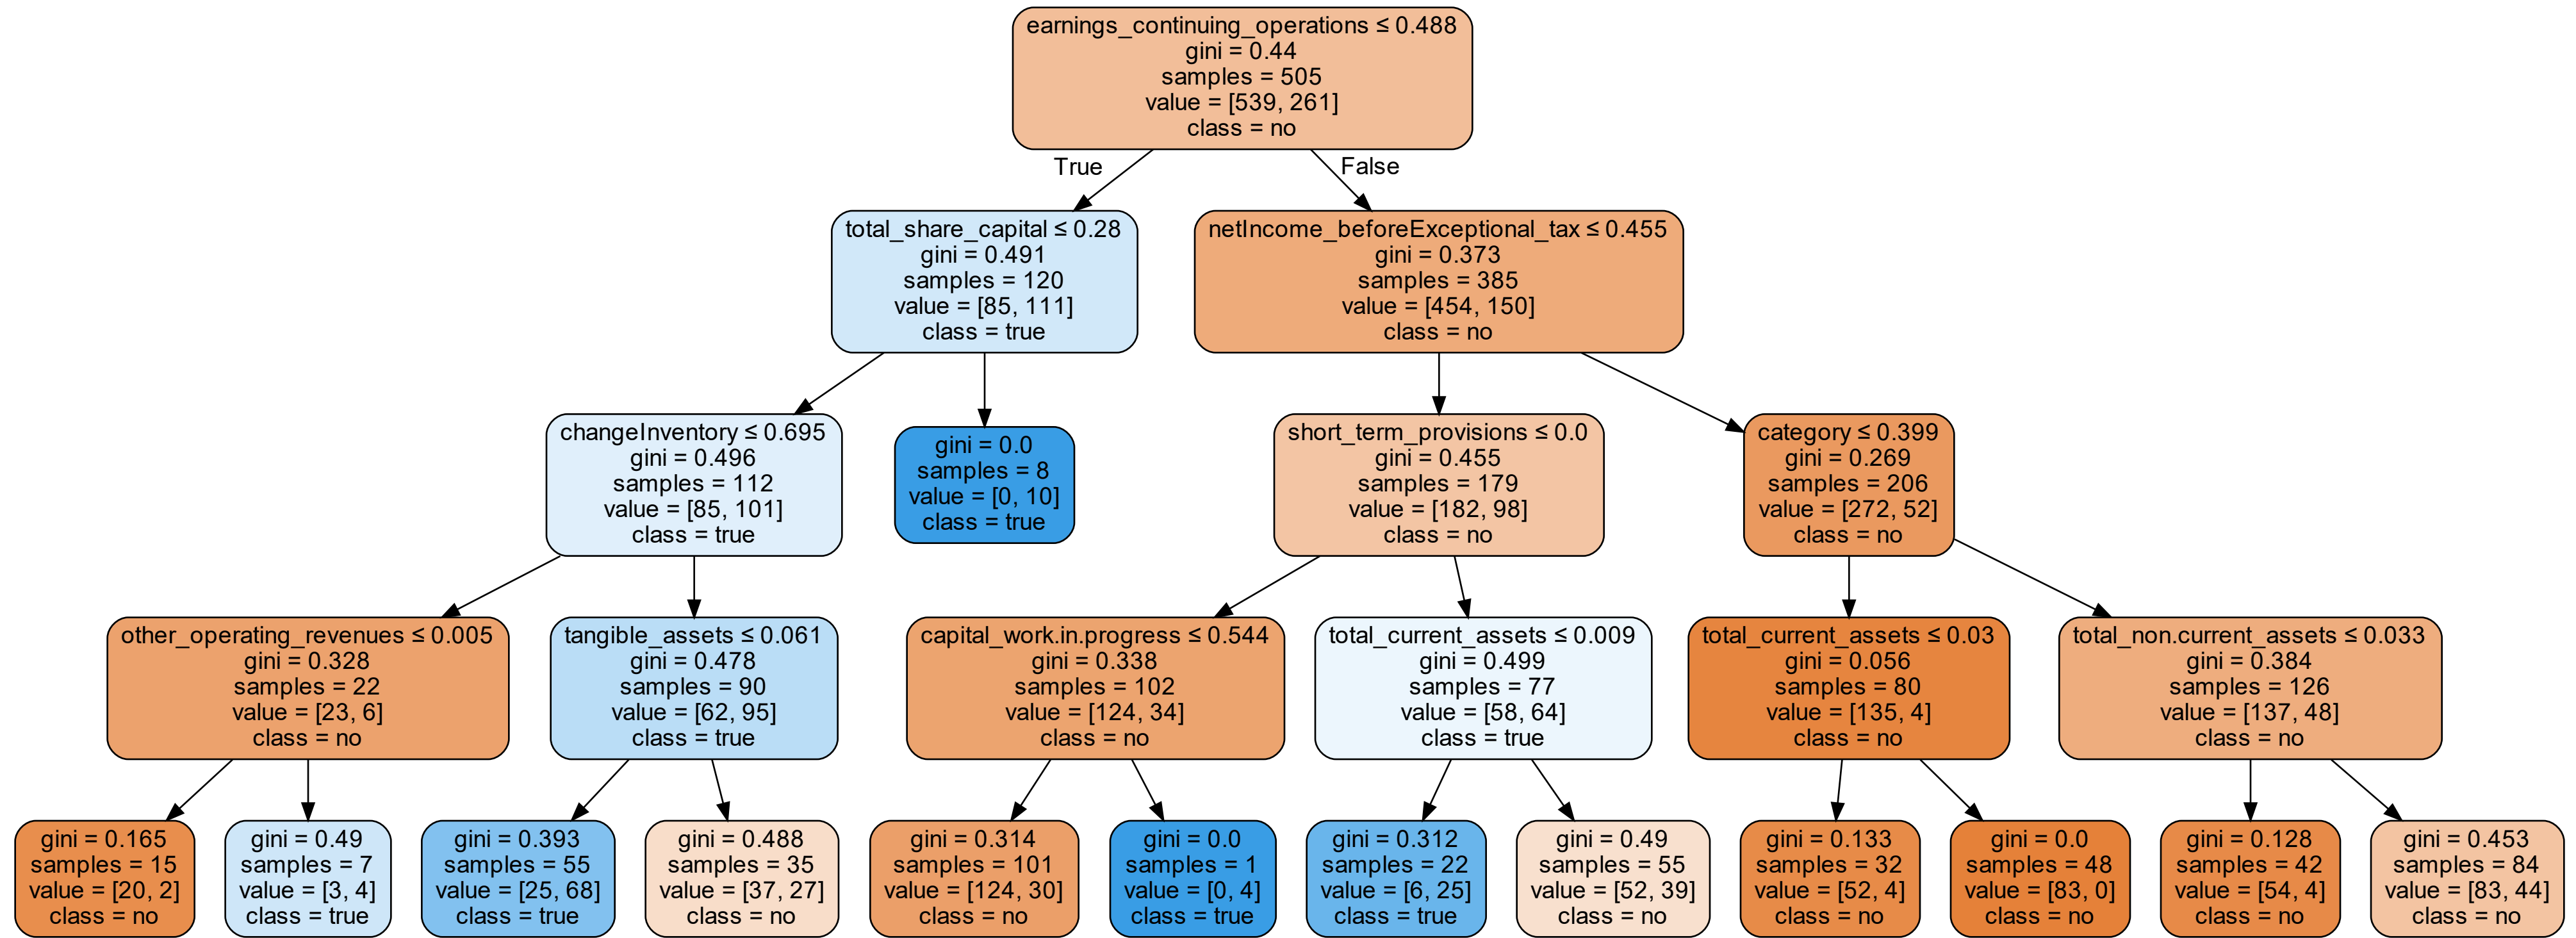 earnings_continuing_operations ≤ 0.488
gini = 0.44
samples = 505
value = [539, 261]
class = no
True
False
total_share_capital ≤ 0.28
gini = 0.491
samples = 120
value = [85, 111]
class = true
netIncome_beforeExceptional_tax ≤ 0.455
gini = 0.373
samples = 385
value = [454, 150]
class = no
changeInventory ≤ 0.695
gini = 0.496
samples = 112
value = [85, 101]
class = true
gini = 0.0
samples = 8
value = [0, 10]
class = true
short_term_provisions ≤ 0.0
gini = 0.455
samples = 179
value = [182, 98]
class = no
category ≤ 0.399
gini = 0.269
samples = 206
value = [272, 52]
class = no
other_operating_revenues ≤ 0.005
gini = 0.328
samples = 22
value = [23, 6]
class = no
tangible_assets ≤ 0.061
gini = 0.478
samples = 90
value = [62, 95]
class = true
capital_work.in.progress ≤ 0.544
gini = 0.338
samples = 102
value = [124, 34]
class = no
total_current_assets ≤ 0.009
gini = 0.499
samples = 77
value = [58, 64]
class = true
total_current_assets ≤ 0.03
gini = 0.056
samples = 80
value = [135, 4]
class = no
total_non.current_assets ≤ 0.033
gini = 0.384
samples = 126
value = [137, 48]
class = no
gini = 0.165
samples = 15
value = [20, 2]
class = no
gini = 0.49
samples = 7
value = [3, 4]
class = true
gini = 0.393
samples = 55
value = [25, 68]
class = true
gini = 0.488
samples = 35
value = [37, 27]
class = no
gini = 0.314
samples = 101
value = [124, 30]
class = no
gini = 0.0
samples = 1
value = [0, 4]
class = true
gini = 0.312
samples = 22
value = [6, 25]
class = true
gini = 0.49
samples = 55
value = [52, 39]
class = no
gini = 0.133
samples = 32
value = [52, 4]
class = no
gini = 0.0
samples = 48
value = [83, 0]
class = no
gini = 0.128
samples = 42
value = [54, 4]
class = no
gini = 0.453
samples = 84
value = [83, 44]
class = no